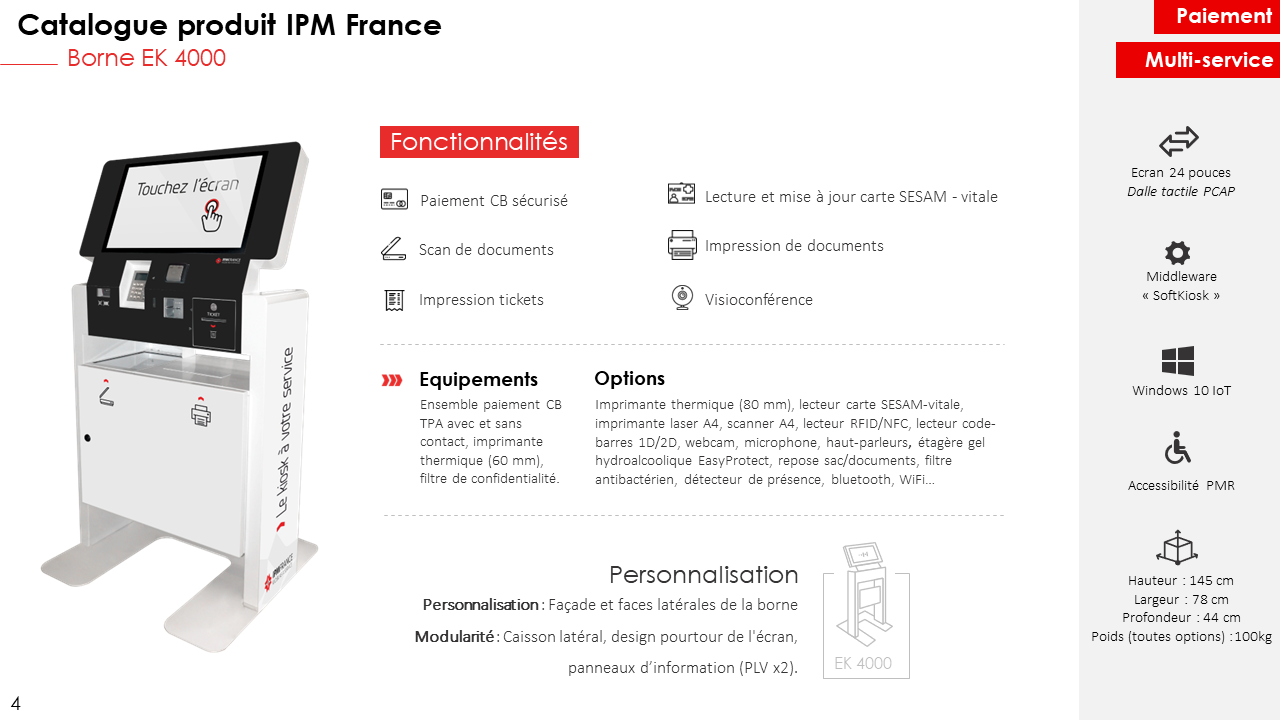 Catalogue produit IPM France
Borne EK 4000
Paiement
Multi-service
Touchez l'écran
IPMFRANCE
TICKET
Le kiosk à votre service
IPMFRANCE
Fonctionnalités
Paiement CB sécurisé
Lecture et mise à jour carte SESAM - vitale
Scan de documents
Impression de documents
Impression tickets
Visioconférence
Equipements
Ensemble paiement CB
TPA avec et sans
contact, imprimante
thermique (60 mm),
filtre de confidentialité.
Options
Imprimante thermique (80 mm), lecteur carte SESAM-vitale,
imprimante laser A4, scanner A4, lecteur RFID/NFC, lecteur code-
barres 1D/2D, webcam, microphone, haut-parleurs, étagère gel
hydroalcoolique EasyProtect, repose sac/documents, filtre
antibactérien, détecteur de présence, bluetooth, WiFi…
Personnalisation
Personnalisation : Façade et faces latérales de la borne
Modularité : Caisson latéral, design pourtour de l'écran,
panneaux d’information (PLV x2).
EK 4000
Ecran 24 pouces
Dalle tactile PCAP
Middleware
« SoftKiosk »
Windows 10 IoT
Accessibilité PMR
Hauteur : 145 cm
Largeur : 78 cm
Profondeur : 44 cm
Poids (toutes options) :100kg
4